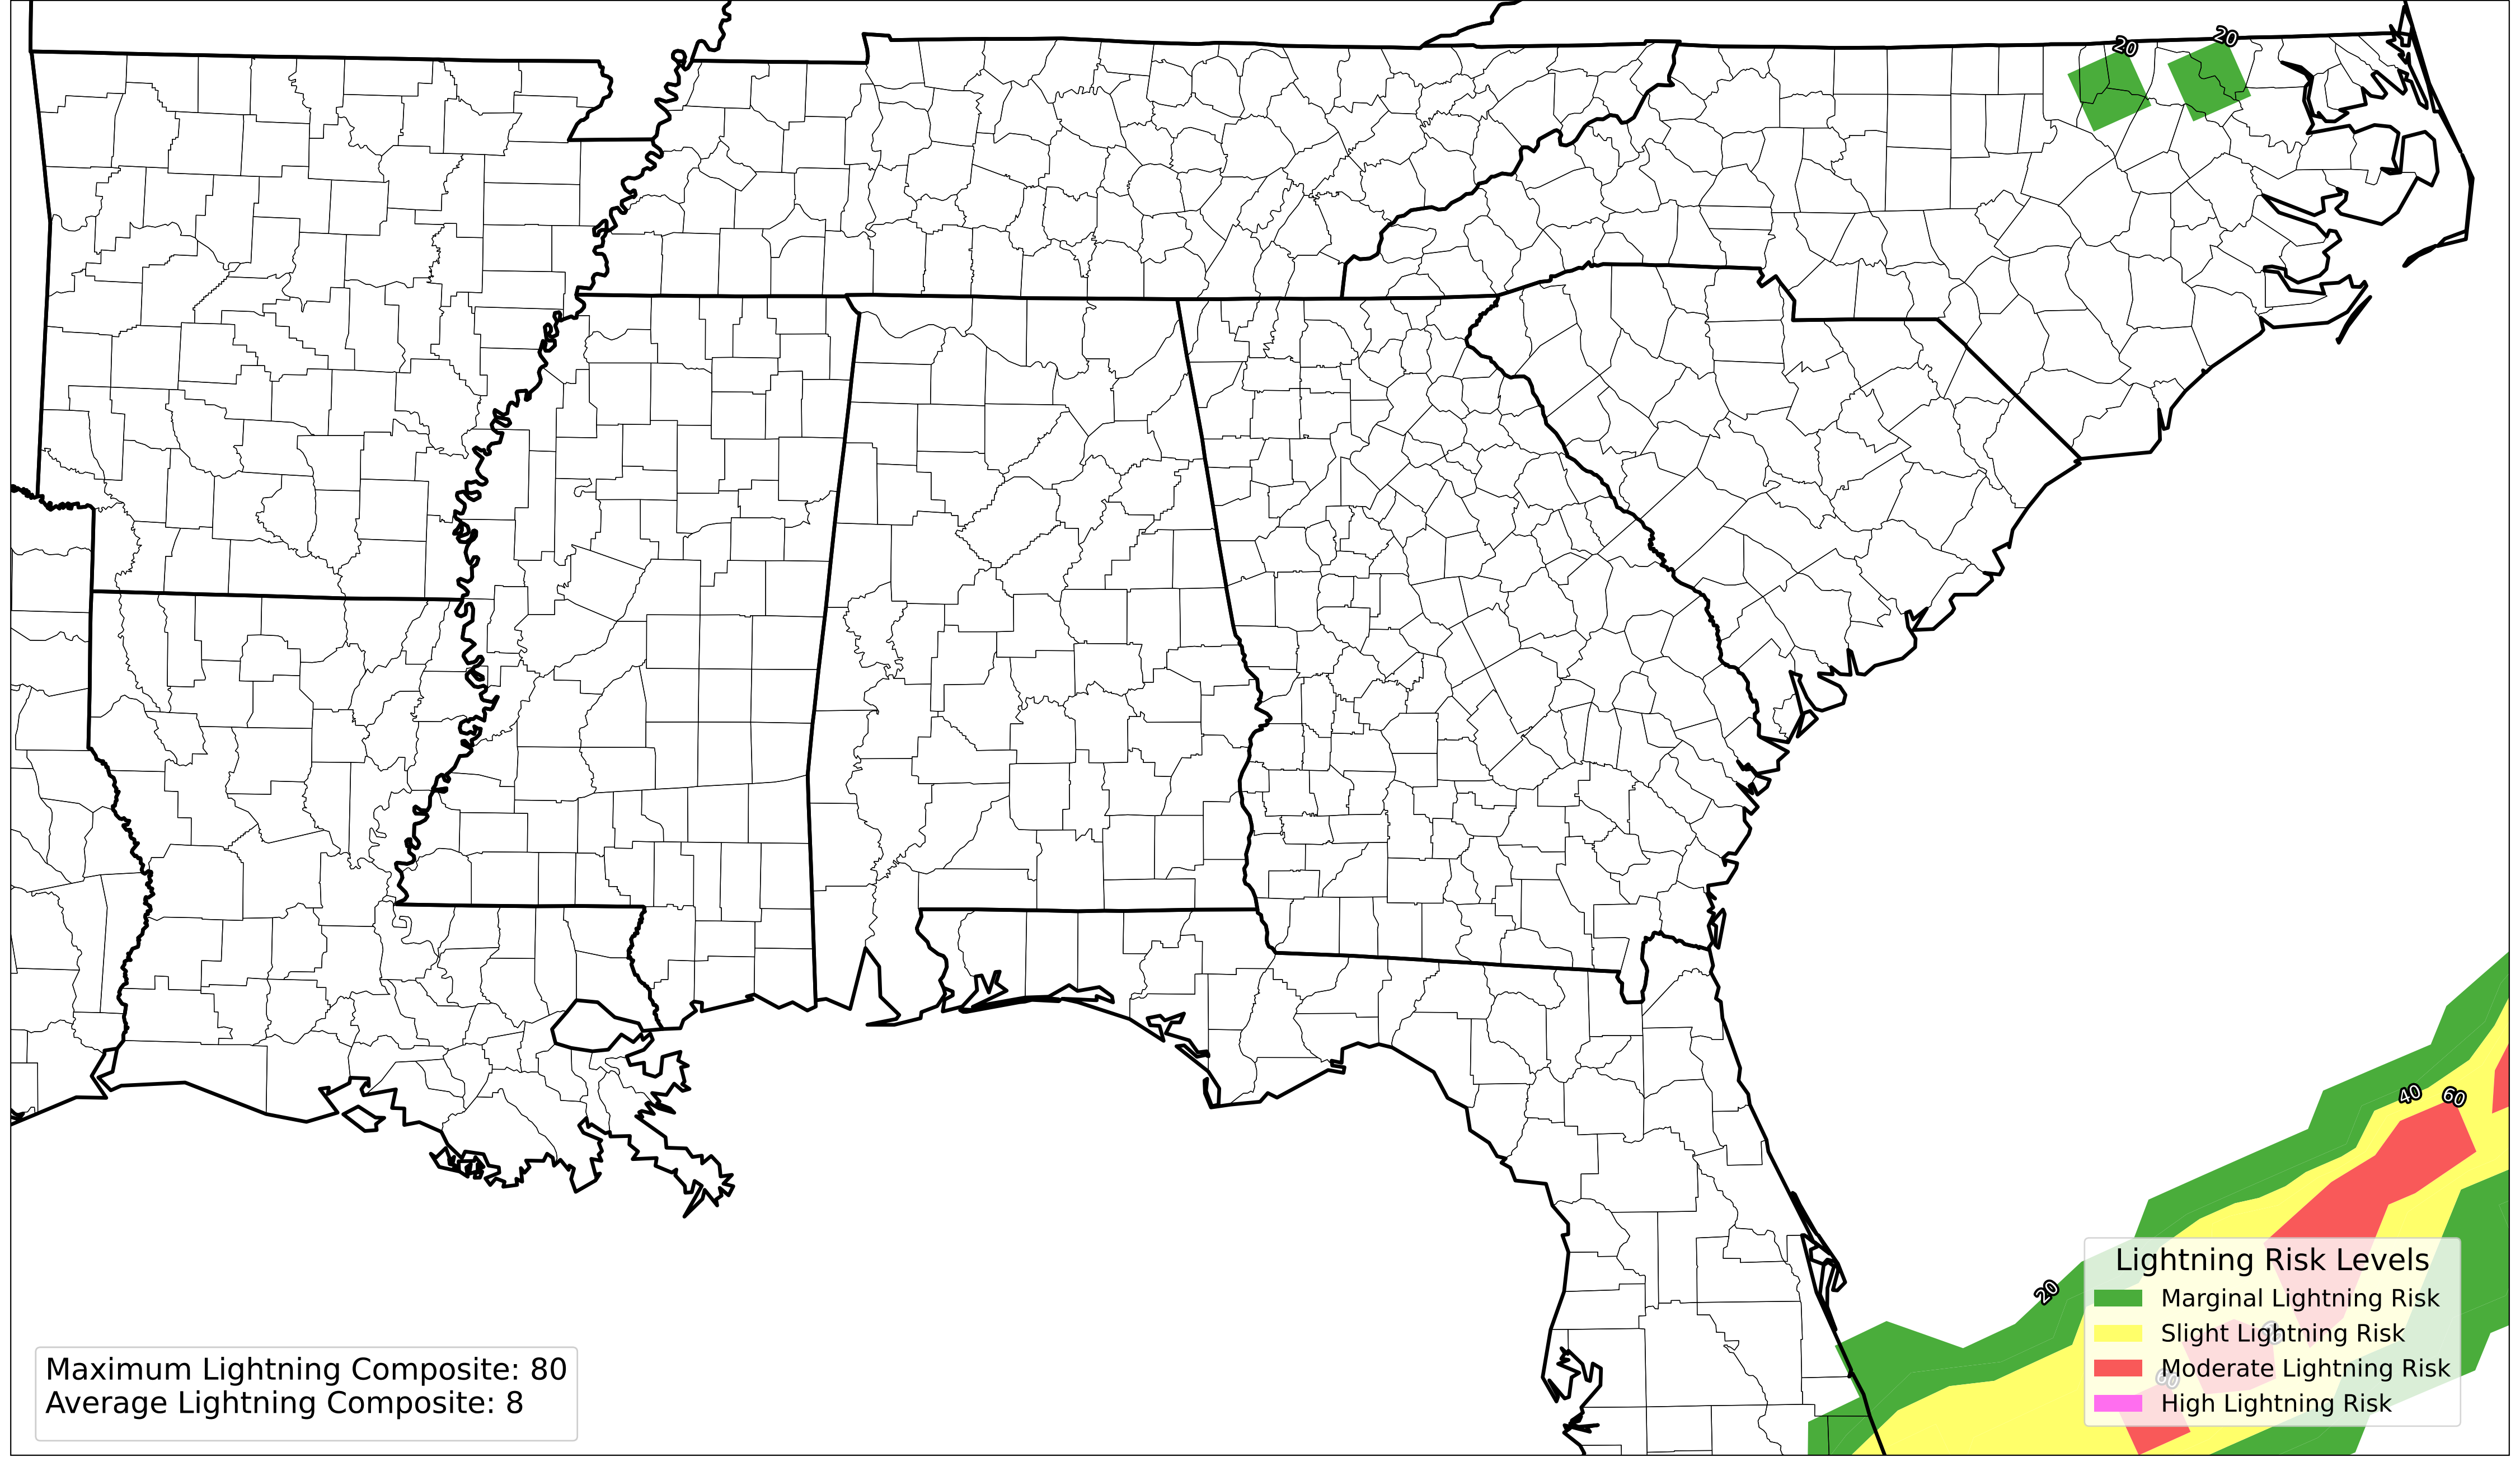 20
20
40
60
20
Lightning Risk Levels
Marginal Lightning Risk
Slight Lightning Risk
Moderate Lightning Risk
High Lightning Risk
60
Maximum Lightning Composite: 80
Average Lightning Composite: 8